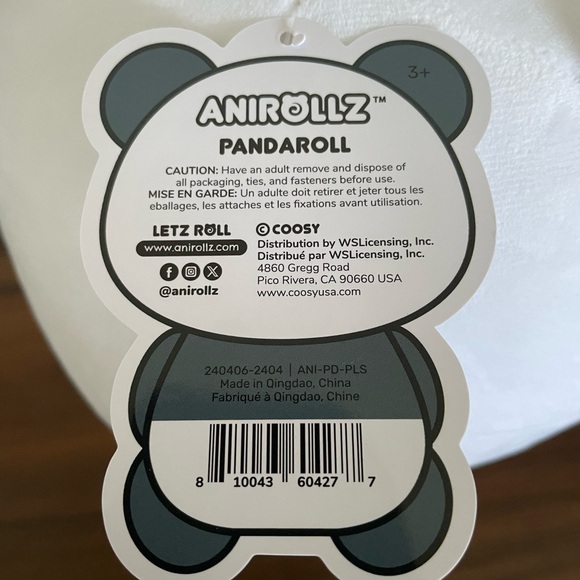 3+
ANIROLLZ™
PANDAROLL
CAUTION: Have an adult remove and dispose of
all packaging, ties, and fasteners before use.
MISE EN GARDE: Un adulte doit retirer et jeter tous les
eballages, les attaches et les fixations avant utilisation.
LETZ ROLL
www.anirollz.com
@anirollz
© COOSY
Distribution by WSLicensing, Inc.
Distribué par WSLicensing, Inc.
4860 Gregg Road
Pico Rivera, CA 90660 USA
www.coosyusa.com
240406-2404 | ANI-PD-PLS
Made in Qingdao, China
Fabriqué à Qingdao, Chine
8 10043 60427 7